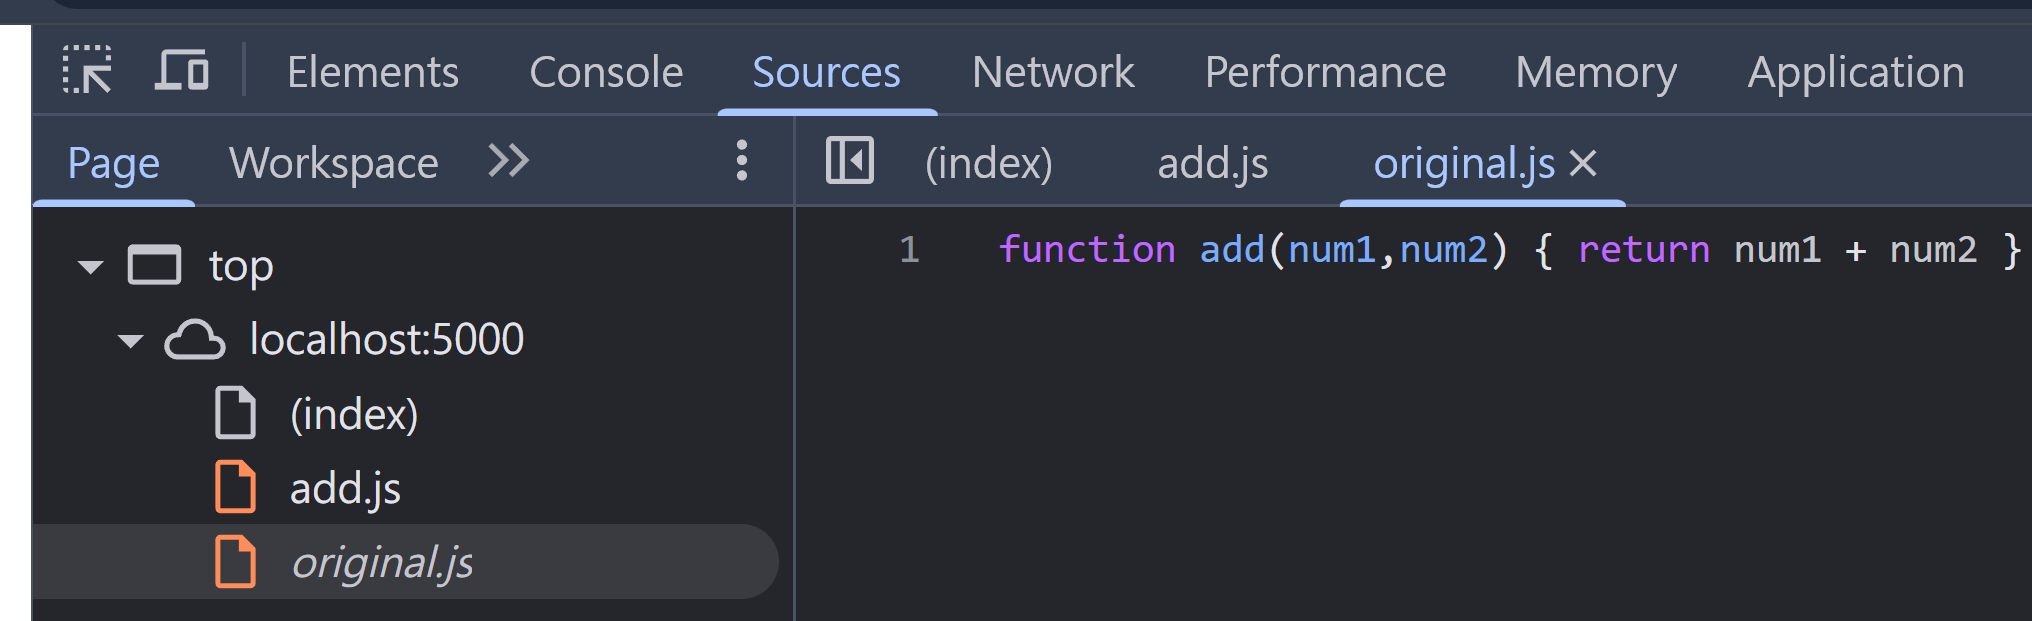 Elements Console Sources Network Performance Memory Application
Page Workspace
(index) add.js original.js
top
localhost:5000
(index)
add.js
original.js
1 function add(num1,num2) { return num1 + num2 }